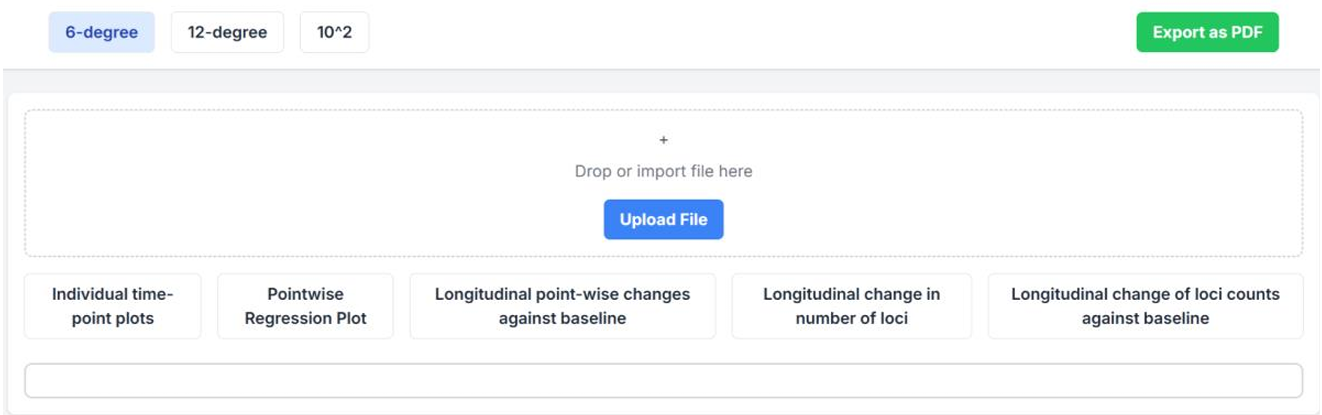 6-degree 12-degree 10^2 Export as PDF
+
Drop or import file here
Upload File
Individual time-
point plots
Pointwise
Regression Plot
Longitudinal point-wise changes
against baseline
Longitudinal change in
number of loci
Longitudinal change of loci counts
against baseline